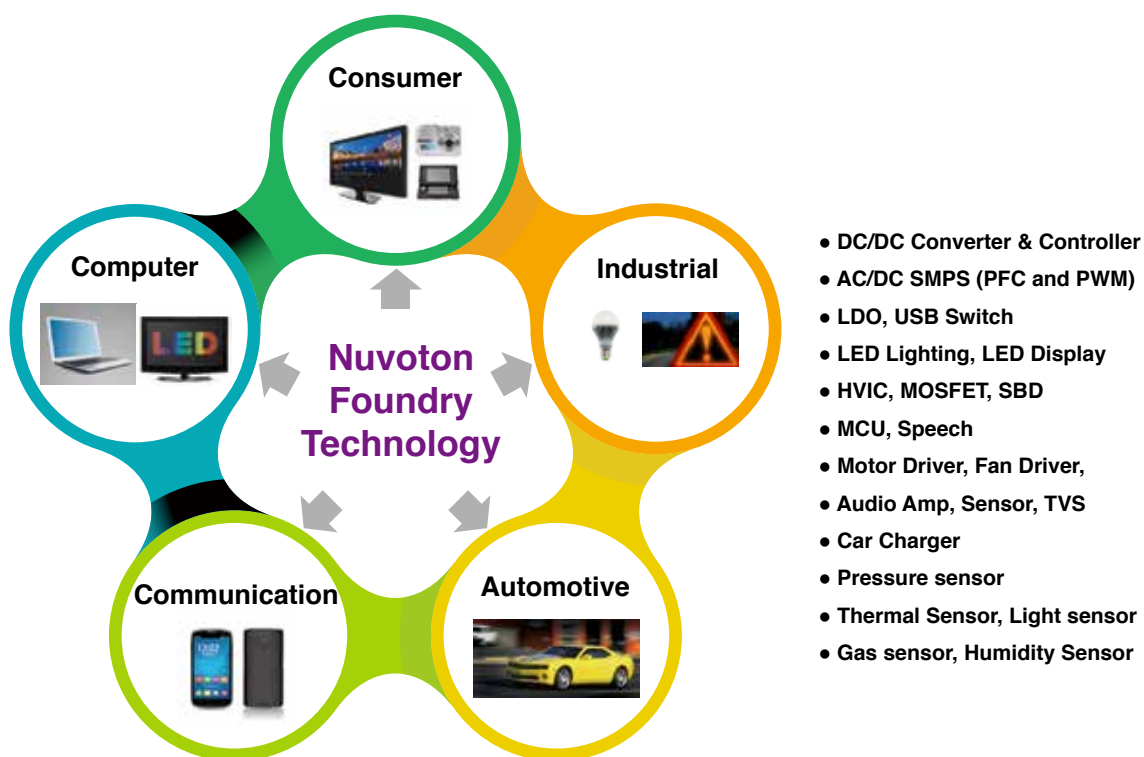 Consumer
Computer
Industrial
Nuvoton
Foundry
Technology
Communication
Automotive
LED
● DC/DC Converter & Controller
● AC/DC SMPS (PFC and PWM)
● LDO, USB Switch
● LED Lighting, LED Display
● HVIC, MOSFET, SBD
● MCU, Speech
● Motor Driver, Fan Driver,
● Audio Amp, Sensor, TVS
● Car Charger
● Pressure sensor
● Thermal Sensor, Light sensor
● Gas sensor, Humidity Sensor